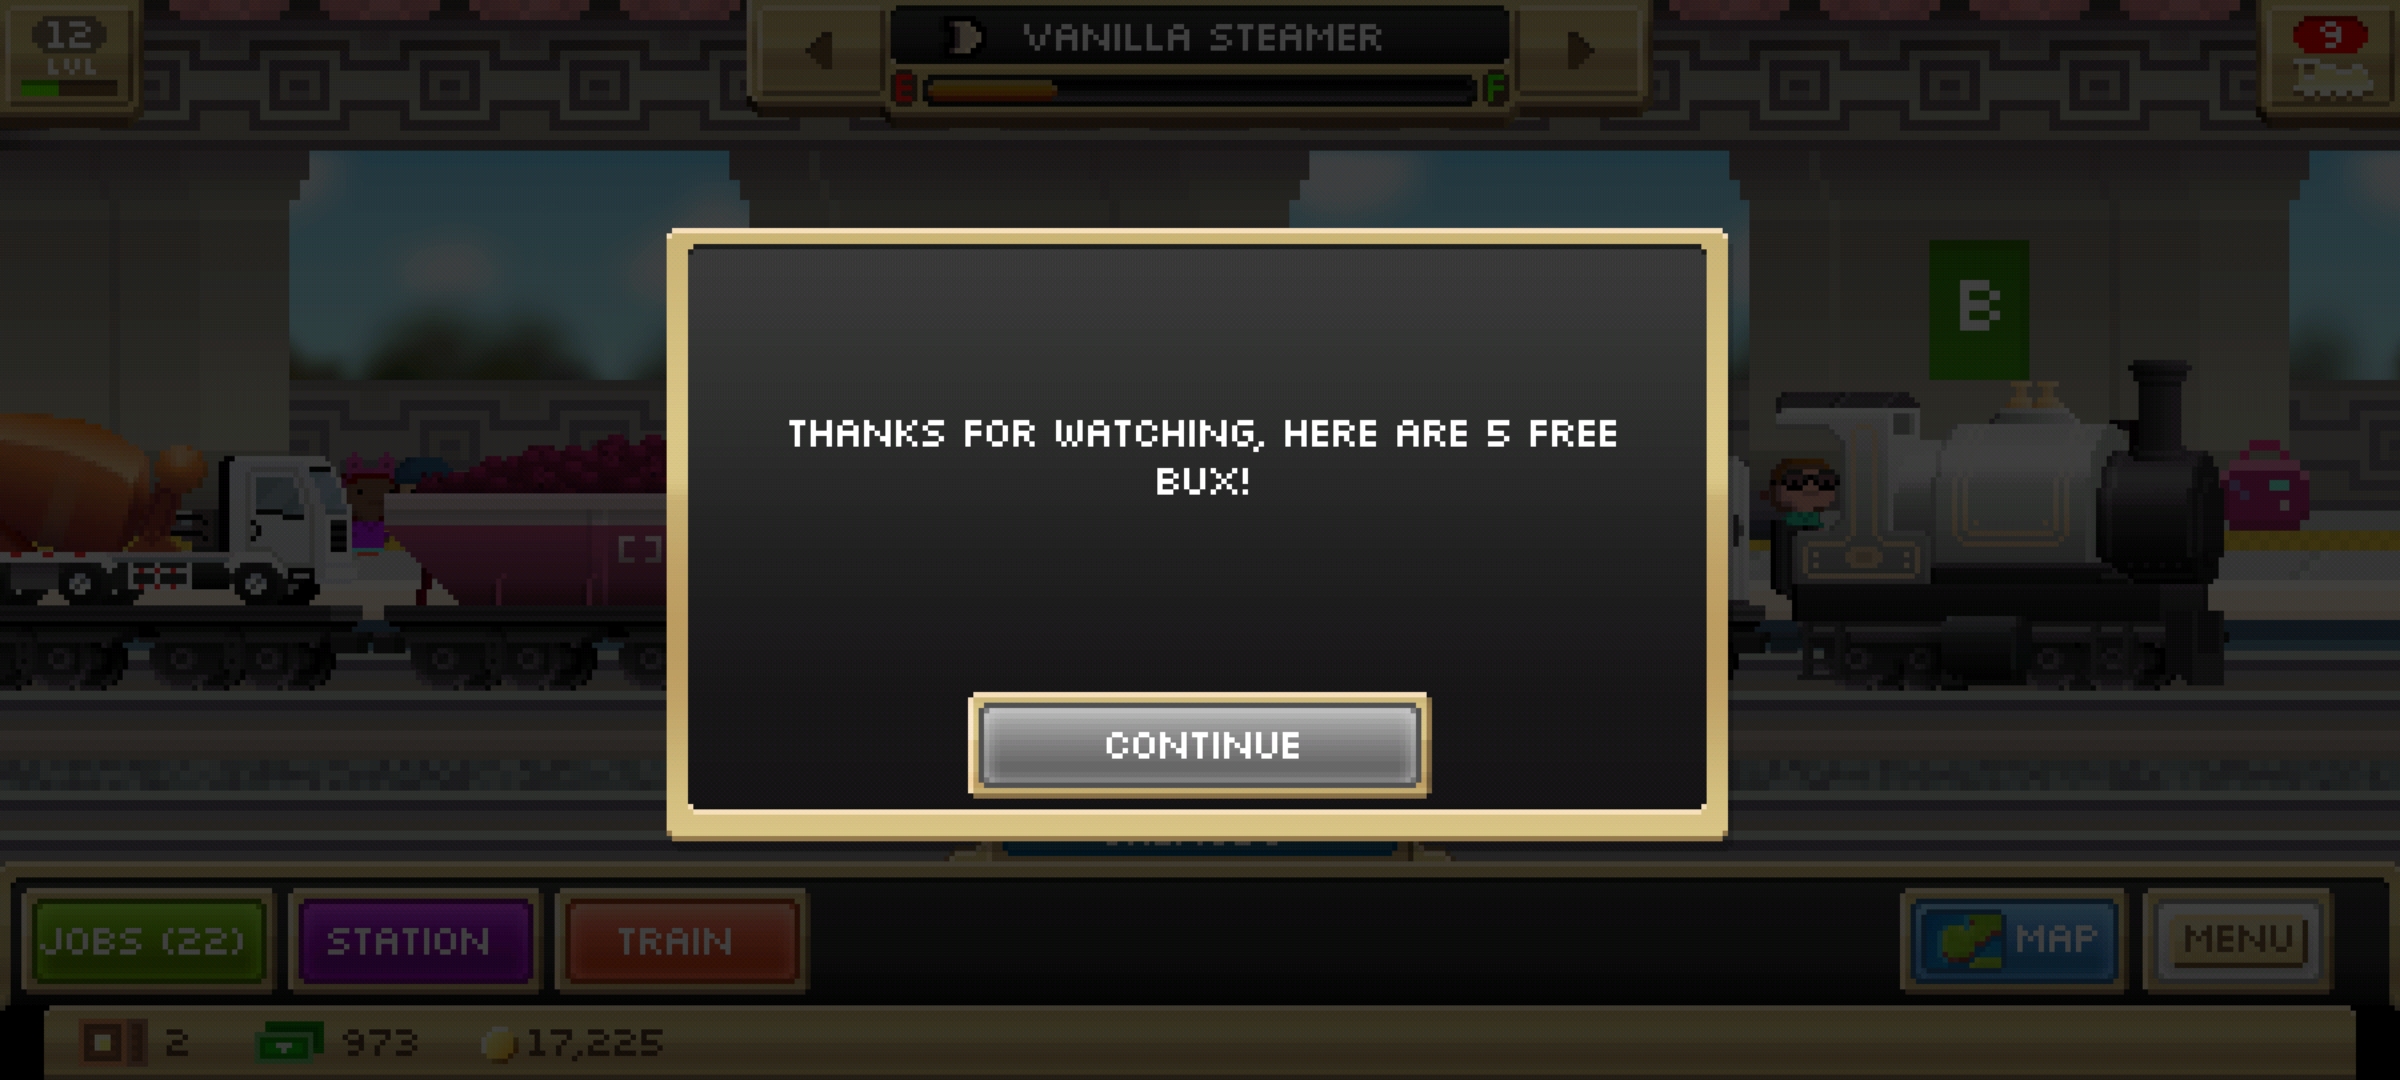 12
LVL
VANILLA STEAMER
E F
9
B
THANKS FOR WATCHING, HERE ARE 5 FREE
BUX!
CONTINUE
JOBS (22)
STATION
TRAIN
MAP
MENU
2
973
17,225